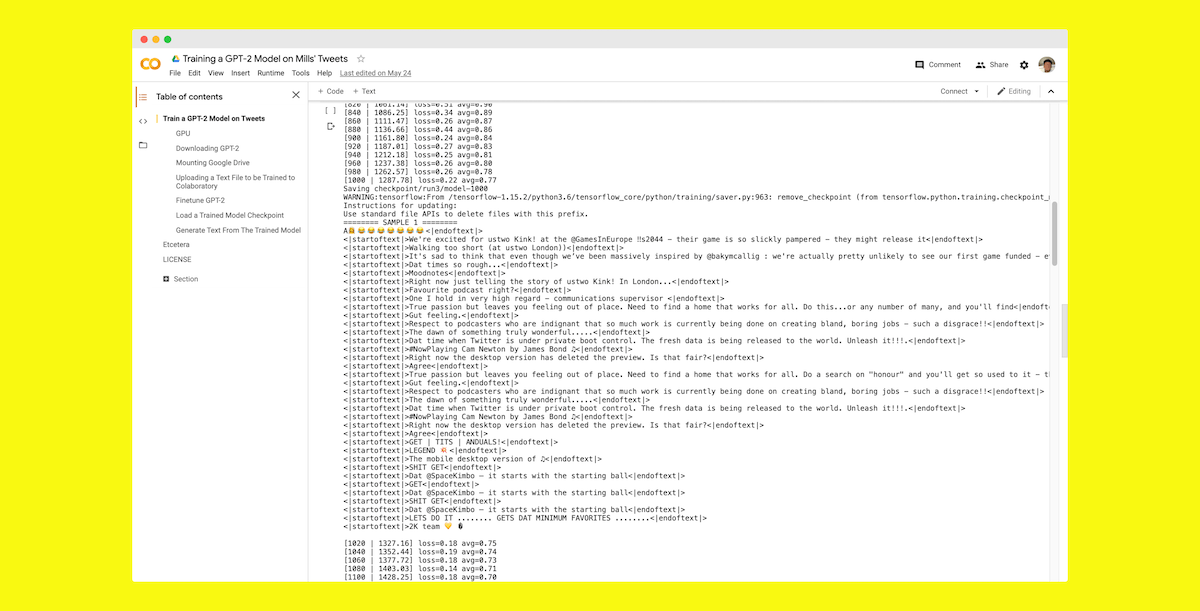 Training a GPT-2 Model on Mills' Tweets
File Edit View Insert Runtime Tools Help Last edited on May 24
Comment Share
Table of contents
+ Code + Text
Connect Editing
Train a GPT-2 Model on Tweets
GPU
Downloading GPT-2
Mounting Google Drive
Uploading a Text File to be Trained to
Colaboratory
Finetune GPT-2
Load a Trained Model Checkpoint
Generate Text From The Trained Model
Etcetera
LICENSE
Section
[840 | 1086.25] loss=0.34 avg=0.89
[860 | 1111.47] loss=0.26 avg=0.87
[880 | 1136.66] loss=0.44 avg=0.86
[900 | 1161.80] loss=0.24 avg=0.84
[920 | 1187.01] loss=0.27 avg=0.83
[940 | 1212.18] loss=0.25 avg=0.81
[960 | 1237.38] loss=0.26 avg=0.80
[980 | 1262.57] loss=0.26 avg=0.78
[1000 | 1287.78] loss=0.22 avg=0.77
Saving checkpoint/run3/model-1000
WARNING:tensorflow:From /tensorflow-1.15.2/python3.6/tensorflow_core/python/training/saver.py:963: remove_checkpoint (from tensorflow.python.training.checkpoint_
Instructions for updating:
Use standard file APIs to delete files with this prefix.
======== SAMPLE 1 ========
A🤗😂😂😂😂😂😂😂<|endoftext|>
<|startoftext|>We're excited for ustwo Kink! at the @GamesInEurope ‼s2044 – their game is so slickly pampered – they might release it<|endoftext|>
<|startoftext|>Walking too short (at ustwo London))<|endoftext|>
<|startoftext|>It's sad to think that even though we've been massively inspired by @bakymcallig : we're actually pretty unlikely to see our first game funded – e
<|startoftext|>Dat times so rough...<|endoftext|>
<|startoftext|>Moodnotes<|endoftext|>
<|startoftext|>Right now just telling the story of ustwo Kink! In London...<|endoftext|>
<|startoftext|>Favourite podcast right?<|endoftext|>
<|startoftext|>One I hold in very high regard – communications supervisor <|endoftext|>
<|startoftext|>True passion but leaves you feeling out of place. Need to find a home that works for all. Do this...or any number of many, and you'll find<|endoft
<|startoftext|>Gut feeling.<|endoftext|>
<|startoftext|>Respect to podcasters who are indignant that so much work is currently being done on creating bland, boring jobs – such a disgrace!!<|endoftext|>
<|startoftext|>The dawn of something truly wonderful.....<|endoftext|>
<|startoftext|>Dat time when Twitter is under private boot control. The fresh data is being released to the world. Unleash it!!!.<|endoftext|>
<|startoftext|>#NowPlaying Cam Newton by James Bond ♫<|endoftext|>
<|startoftext|>Right now the desktop version has deleted the preview. Is that fair?<|endoftext|>
<|startoftext|>Agree<|endoftext|>
<|startoftext|>True passion but leaves you feeling out of place. Need to find a home that works for all. Do a search on "honour" and you'll get so used to it – t
<|startoftext|>Gut feeling.<|endoftext|>
<|startoftext|>Respect to podcasters who are indignant that so much work is currently being done on creating bland, boring jobs – such a disgrace!!<|endoftext|>
<|startoftext|>The dawn of something truly wonderful.....<|endoftext|>
<|startoftext|>Dat time when Twitter is under private boot control. The fresh data is being released to the world. Unleash it!!!.<|endoftext|>
<|startoftext|>#NowPlaying Cam Newton by James Bond ♫<|endoftext|>
<|startoftext|>Right now the desktop version has deleted the preview. Is that fair?<|endoftext|>
<|startoftext|>Agree<|endoftext|>
<|startoftext|>GET | TITS | ANDUALS!<|endoftext|>
<|startoftext|>LEGEND 💥<|endoftext|>
<|startoftext|>The mobile desktop version of ♫<|endoftext|>
<|startoftext|>SHIT GET<|endoftext|>
<|startoftext|>Dat @SpaceKimbo – it starts with the starting ball<|endoftext|>
<|startoftext|>GET<|endoftext|>
<|startoftext|>Dat @SpaceKimbo – it starts with the starting ball<|endoftext|>
<|startoftext|>SHIT GET<|endoftext|>
<|startoftext|>Dat @SpaceKimbo – it starts with the starting ball<|endoftext|>
<|startoftext|>LETS DO IT ........ GETS DAT MINIMUM FAVORITES ........<|endoftext|>
<|startoftext|>2K team 💛 �
[1020 | 1327.16] loss=0.18 avg=0.75
[1040 | 1352.44] loss=0.19 avg=0.74
[1060 | 1377.72] loss=0.18 avg=0.73
[1080 | 1403.03] loss=0.14 avg=0.71
[1100 | 1428.25] loss=0.18 avg=0.70